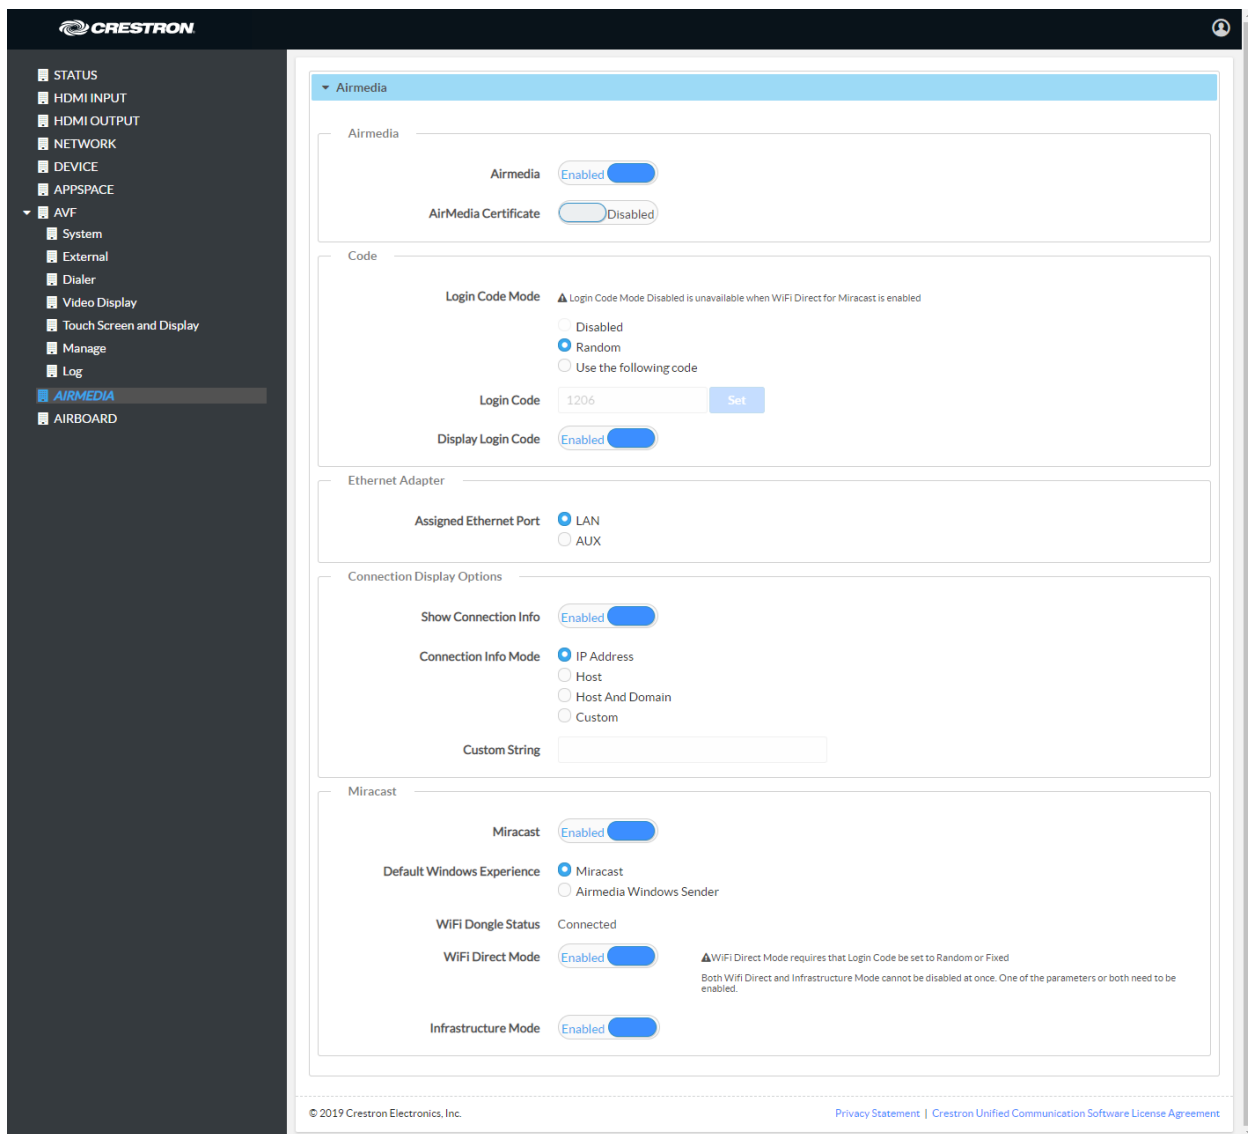 CRESTRON
STATUS
HDMI INPUT
HDMI OUTPUT
NETWORK
DEVICE
APPSPACE
AVF
System
External
Dialer
Video Display
Touch Screen and Display
Manage
Log
AIRMEDIA
AIRBOARD
Airmedia
Airmedia
Airmedia Enabled
AirMedia Certificate Disabled
Code
Login Code Mode Login Code Mode Disabled is unavailable when WiFi Direct for Miracast is enabled
Disabled
Random
Use the following code
Login Code 1206 Set
Display Login Code Enabled
Ethernet Adapter
Assigned Ethernet Port LAN
AUX
Connection Display Options
Show Connection Info Enabled
Connection Info Mode IP Address
Host
Host And Domain
Custom
Custom String
Miracast
Miracast Enabled
Default Windows Experience Miracast
Airmedia Windows Sender
WiFi Dongle Status Connected
WiFi Direct Mode Enabled WiFi Direct Mode requires that Login Code be set to Random or Fixed
Both Wifi Direct and Infrastructure Mode cannot be disabled at once. One of the parameters or both need to be
enabled.
Infrastructure Mode Enabled
© 2019 Crestron Electronics, Inc. Privacy Statement | Crestron Unified Communication Software License Agreement